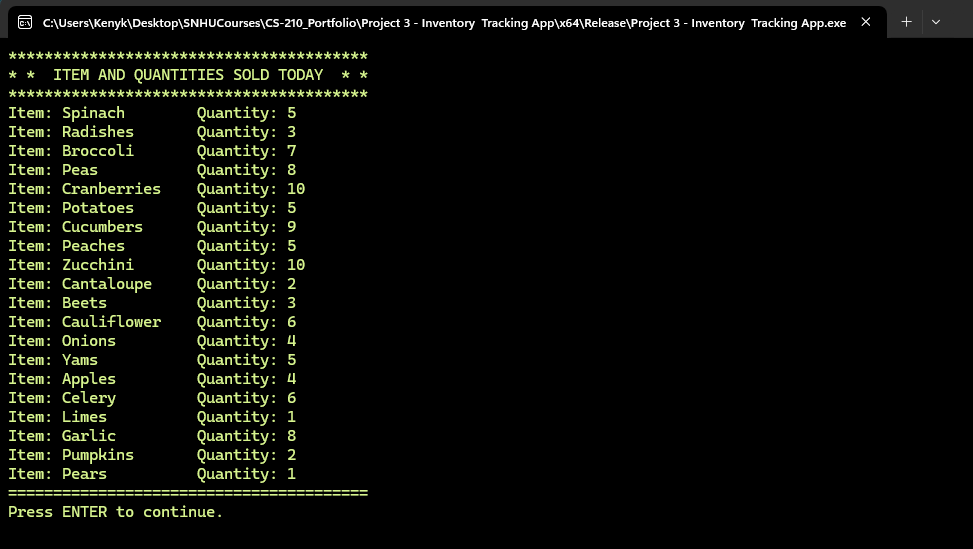 C:\Users\Kenyk\Desktop\SNHUCourses\CS-210_Portfolio\Project 3 - Inventory  Tracking App\x64\Release\Project 3 - Inventory  Tracking App.exe
****************************************
* *  ITEM AND QUANTITIES SOLD TODAY  * *
****************************************
Item: Spinach        Quantity: 5
Item: Radishes       Quantity: 3
Item: Broccoli       Quantity: 7
Item: Peas           Quantity: 8
Item: Cranberries    Quantity: 10
Item: Potatoes       Quantity: 5
Item: Cucumbers      Quantity: 9
Item: Peaches        Quantity: 5
Item: Zucchini       Quantity: 10
Item: Cantaloupe     Quantity: 2
Item: Beets          Quantity: 3
Item: Cauliflower    Quantity: 6
Item: Onions         Quantity: 4
Item: Yams           Quantity: 5
Item: Apples         Quantity: 4
Item: Celery         Quantity: 6
Item: Limes          Quantity: 1
Item: Garlic         Quantity: 8
Item: Pumpkins       Quantity: 2
Item: Pears          Quantity: 1
========================================
Press ENTER to continue.